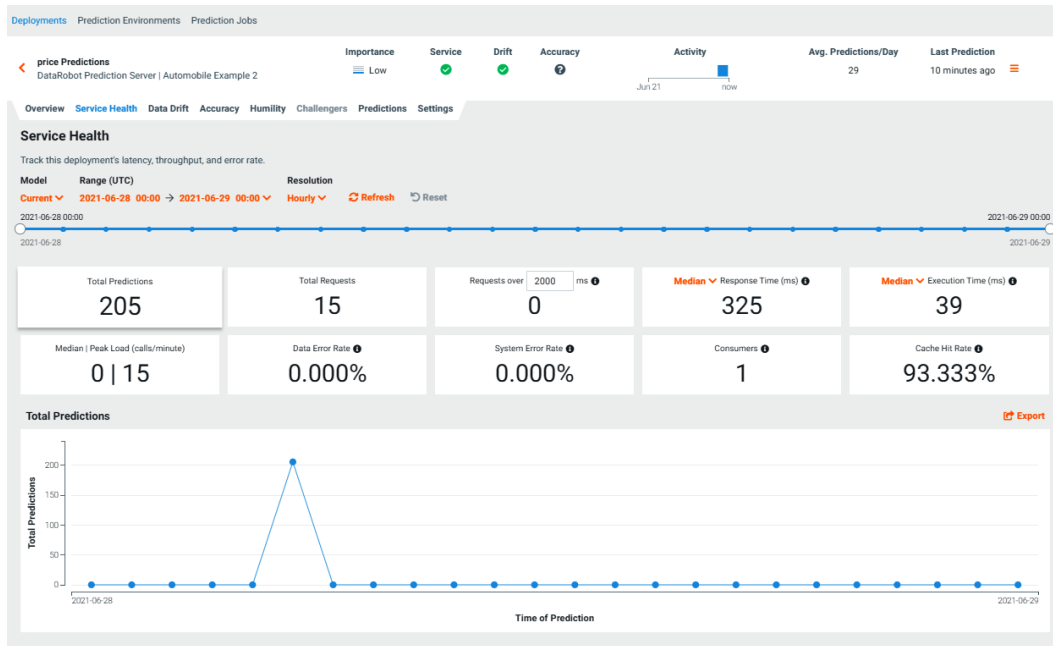 Deployments Prediction Environments Prediction Jobs
Importance Service Drift Accuracy Activity Avg. Predictions/Day Last Prediction
price Predictions
DataRobot Prediction Server | Automobile Example 2
Low 29 10 minutes ago
Jun 21 now
Overview Service Health Data Drift Accuracy Humility Challengers Predictions Settings
Service Health
Track this deployment's latency, throughput, and error rate.
Model Range (UTC) Resolution
Current 2021-06-28 00:00 → 2021-06-29 00:00 Hourly Refresh Reset
2021-06-28 00:00 2021-06-29 00:00
2021-06-28 2021-06-29
Total Predictions
205
Total Requests
15
Requests over 2000 ms
0
Median Response Time (ms)
325
Median Execution Time (ms)
39
Median | Peak Load (calls/minute)
0 | 15
Data Error Rate
0.000%
System Error Rate
0.000%
Consumers
1
Cache Hit Rate
93.333%
Total Predictions Export
Total Predictions
200
150
100
50
0
2021-06-28 2021-06-29
Time of Prediction